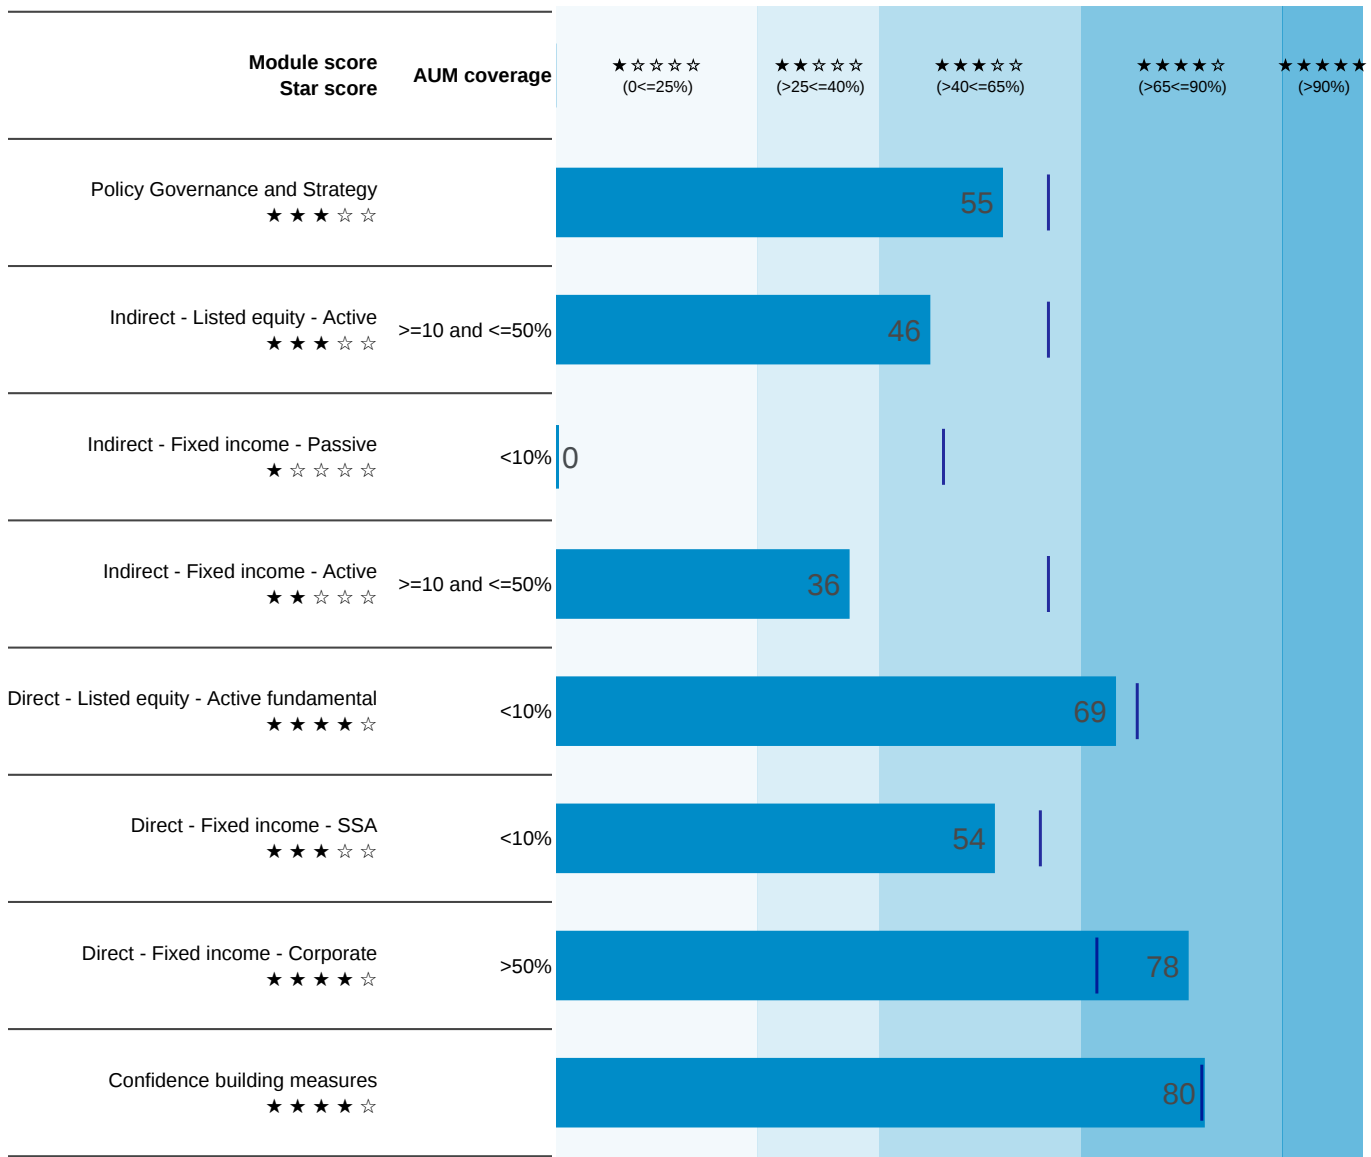 Module score
Star score
AUM coverage
★☆☆☆☆
(0<=25%)
★★☆☆☆
(>25<=40%)
★★★☆☆
(>40<=65%)
★★★★☆
(>65<=90%)
★★★★★
(>90%)
Policy Governance and Strategy
★★★☆☆
55
Indirect - Listed equity - Active
★★★☆☆
>=10 and <=50%
46
Indirect - Fixed income - Passive
★☆☆☆☆
<10%
0
Indirect - Fixed income - Active
★★☆☆☆
>=10 and <=50%
36
Direct - Listed equity - Active fundamental
★★★★☆
<10%
69
Direct - Fixed income - SSA
★★★☆☆
<10%
54
Direct - Fixed income - Corporate
★★★★☆
>50%
78
Confidence building measures
★★★★☆
80